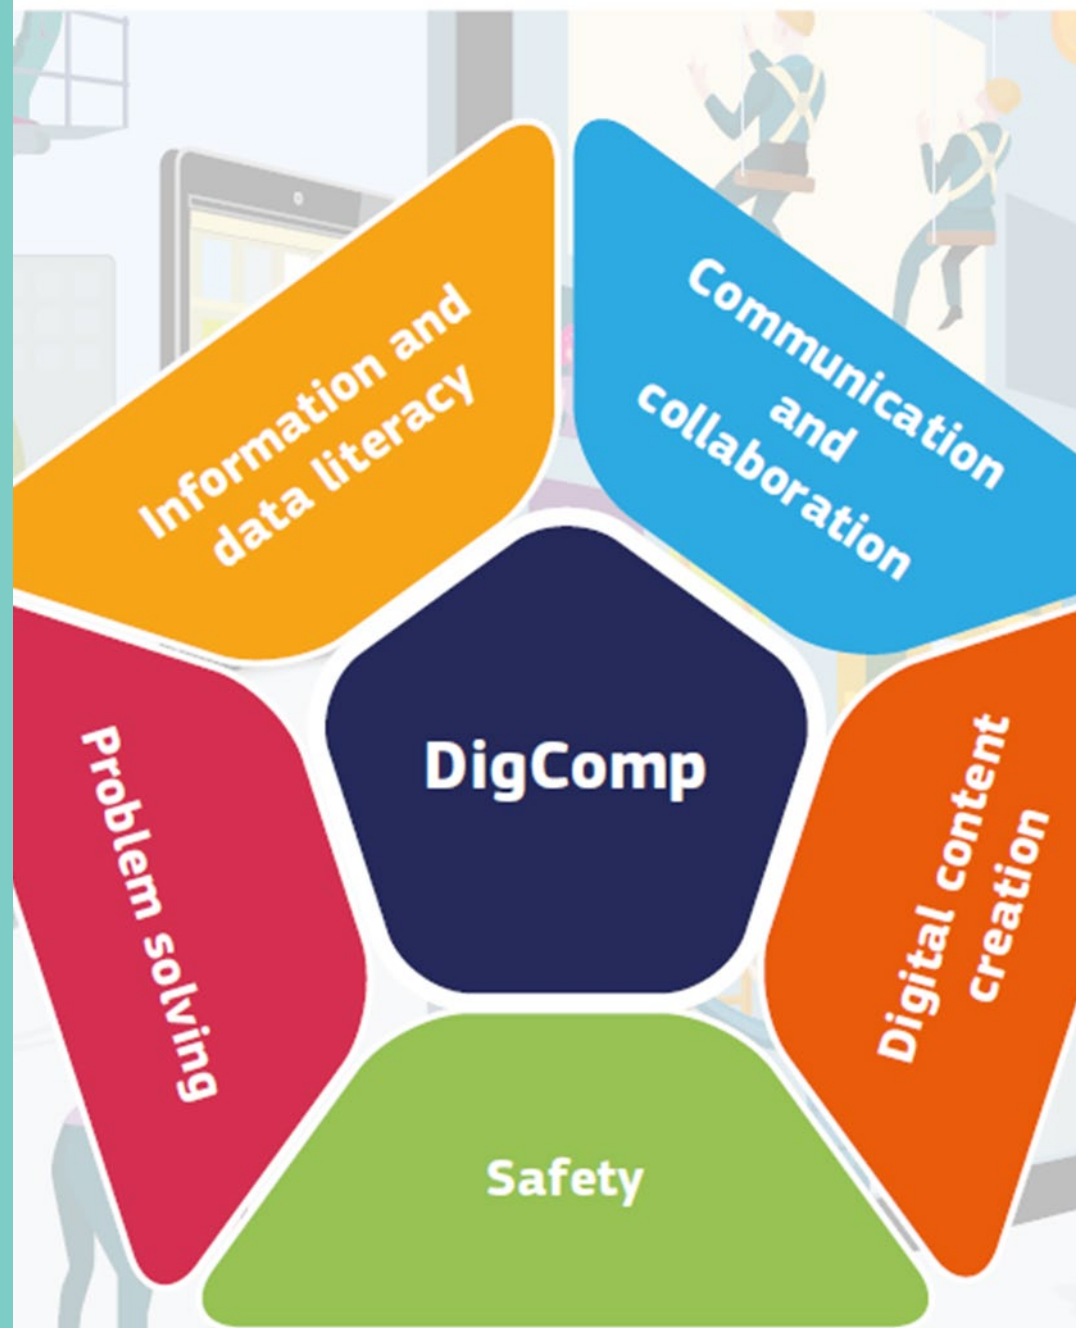 Information and
data literacy
Communication
and
collaboration
DigComp
Problem solving
Digital content
creation
Safety